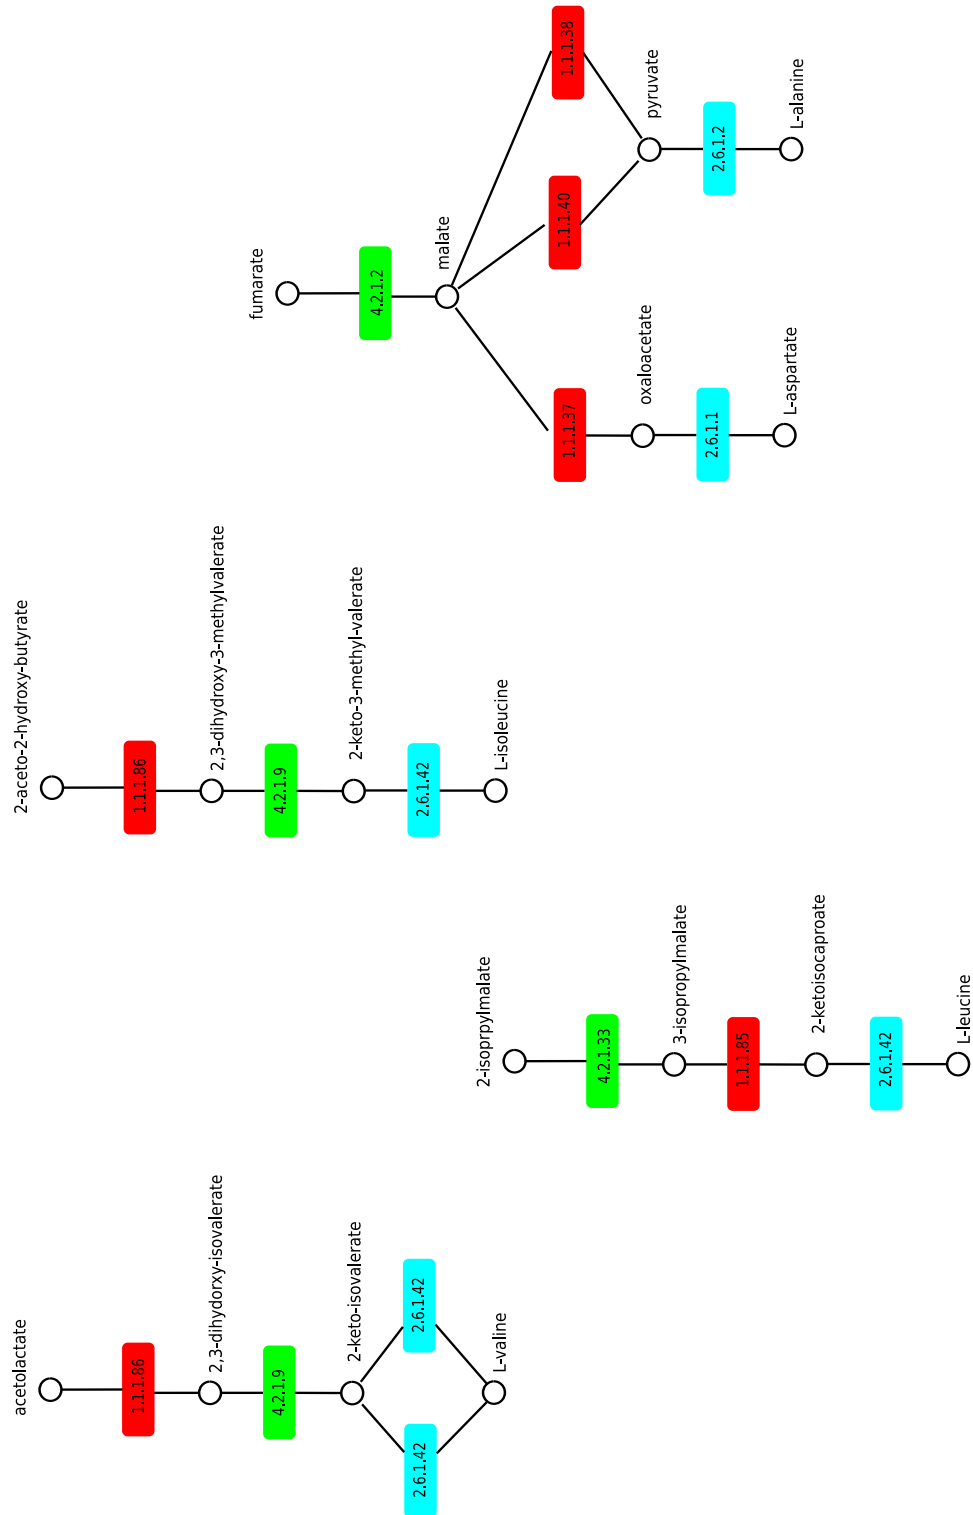 acetolactate
1.1.1.86
2,3-dihydorxy-isovalerate
4.2.1.9
2-keto-isovalerate
2.6.1.42
2.6.1.42
L-valine
2-isoprpylmalate
4.2.1.33
3-isopropylmalate
1.1.1.85
2-ketoisocaproate
2.6.1.42
L-leucine
2-aceto-2-hydroxy-butyrate
1.1.1.86
2,3-dihydroxy-3-methylvalerate
4.2.1.9
2-keto-3-methyl-valerate
2.6.1.42
L-isoleucine
fumarate
4.2.1.2
malate
1.1.1.37
oxaloacetate
2.6.1.1
L-aspartate
1.1.1.40
1.1.1.38
pyruvate
2.6.1.2
L-alanine